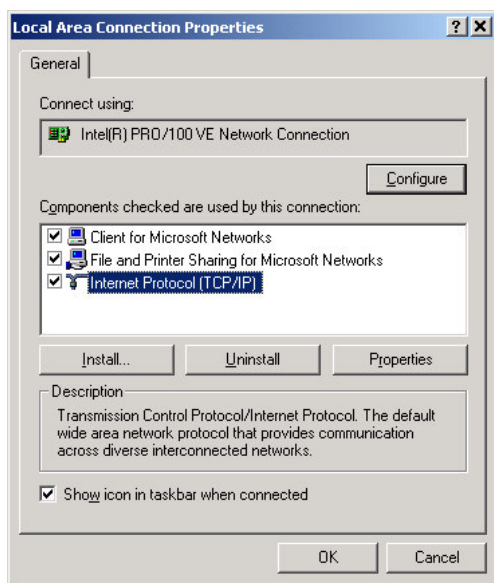 Local Area Connection Properties
General
Connect using:
Intel(R) PRO/100 VE Network Connection
Configure
Components checked are used by this connection:
Client for Microsoft Networks
File and Printer Sharing for Microsoft Networks
Internet Protocol (TCP/IP)
Install... Uninstall Properties
Description
Transmission Control Protocol/Internet Protocol. The default
wide area network protocol that provides communication
across diverse interconnected networks.
Show icon in taskbar when connected
OK Cancel